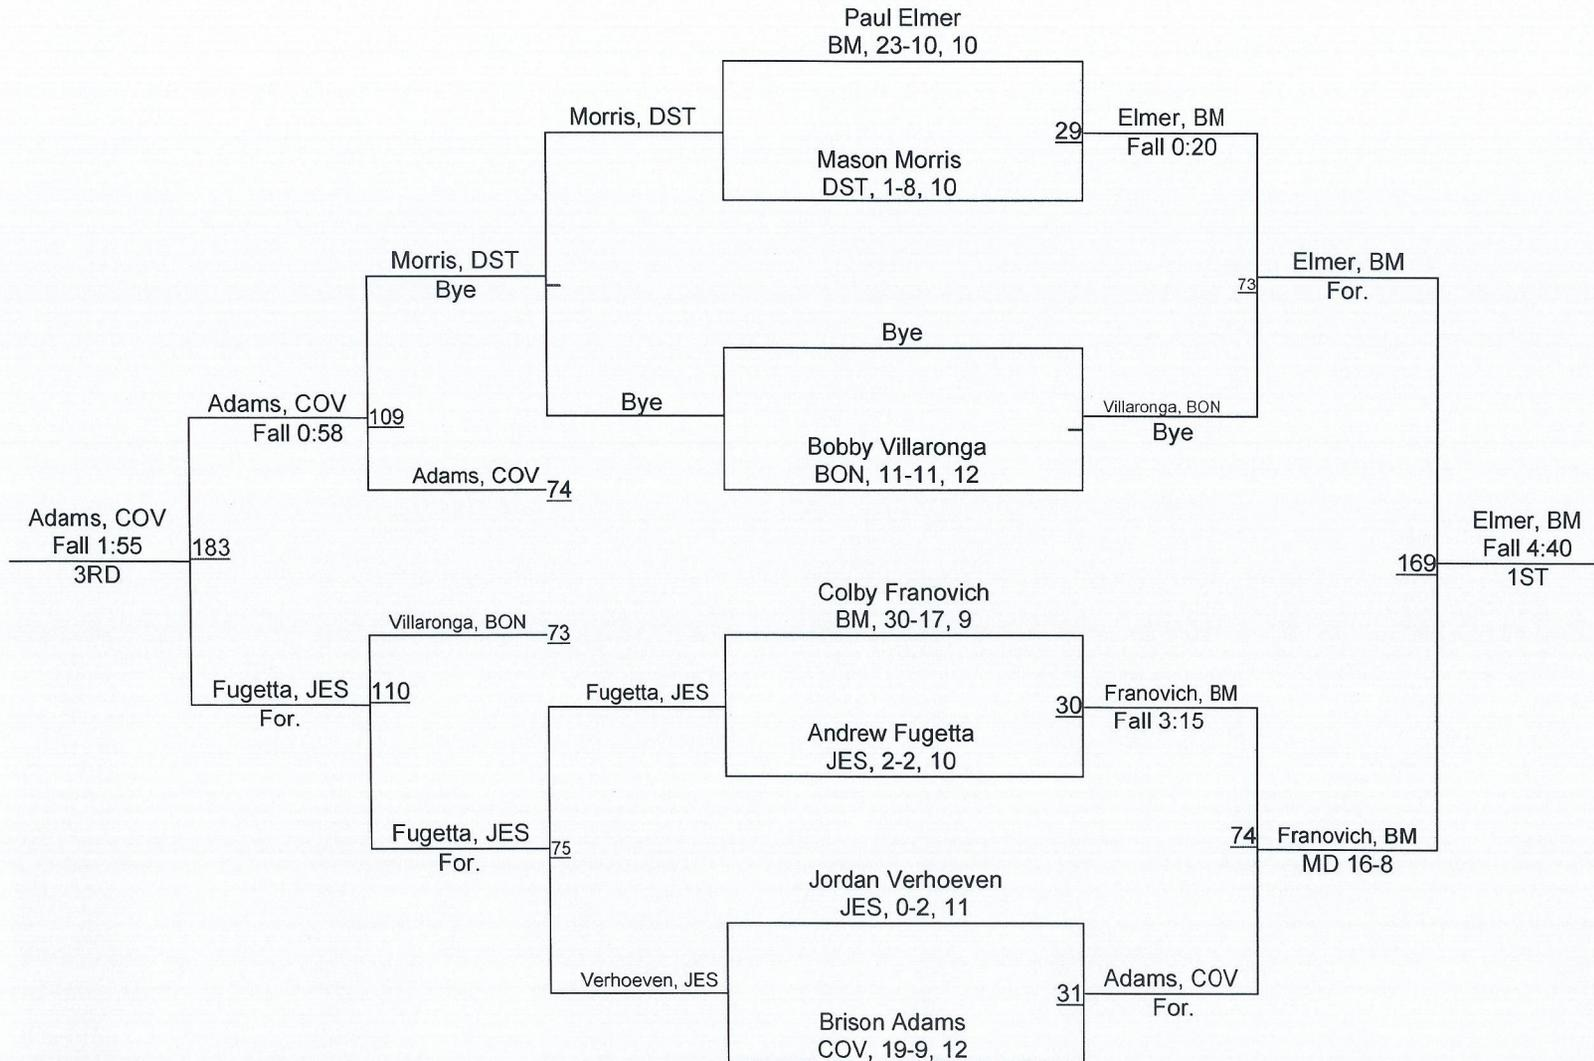 Paul Elmer
BM, 23-10, 10
Morris, DST
29
Elmer, BM
Fall 0:20
Mason Morris
DST, 1-8, 10
Morris, DST
Bye
73
Elmer, BM
For.
Bye
Adams, COV
Fall 0:58
109
Bye
Villaronga, BON
Bye
Bobby Villaronga
BON, 11-11, 12
Adams, COV
74
Adams, COV
Fall 1:55
3RD
183
169
Elmer, BM
Fall 4:40
1ST
Colby Franovich
BM, 30-17, 9
Villaronga, BON
73
Fugetta, JES
For.
110
Fugetta, JES
30
Franovich, BM
Fall 3:15
Andrew Fugetta
JES, 2-2, 10
Fugetta, JES
For.
75
74
Franovich, BM
MD 16-8
Jordan Verhoeven
JES, 0-2, 11
Verhoeven, JES
31
Adams, COV
For.
Brison Adams
COV, 19-9, 12